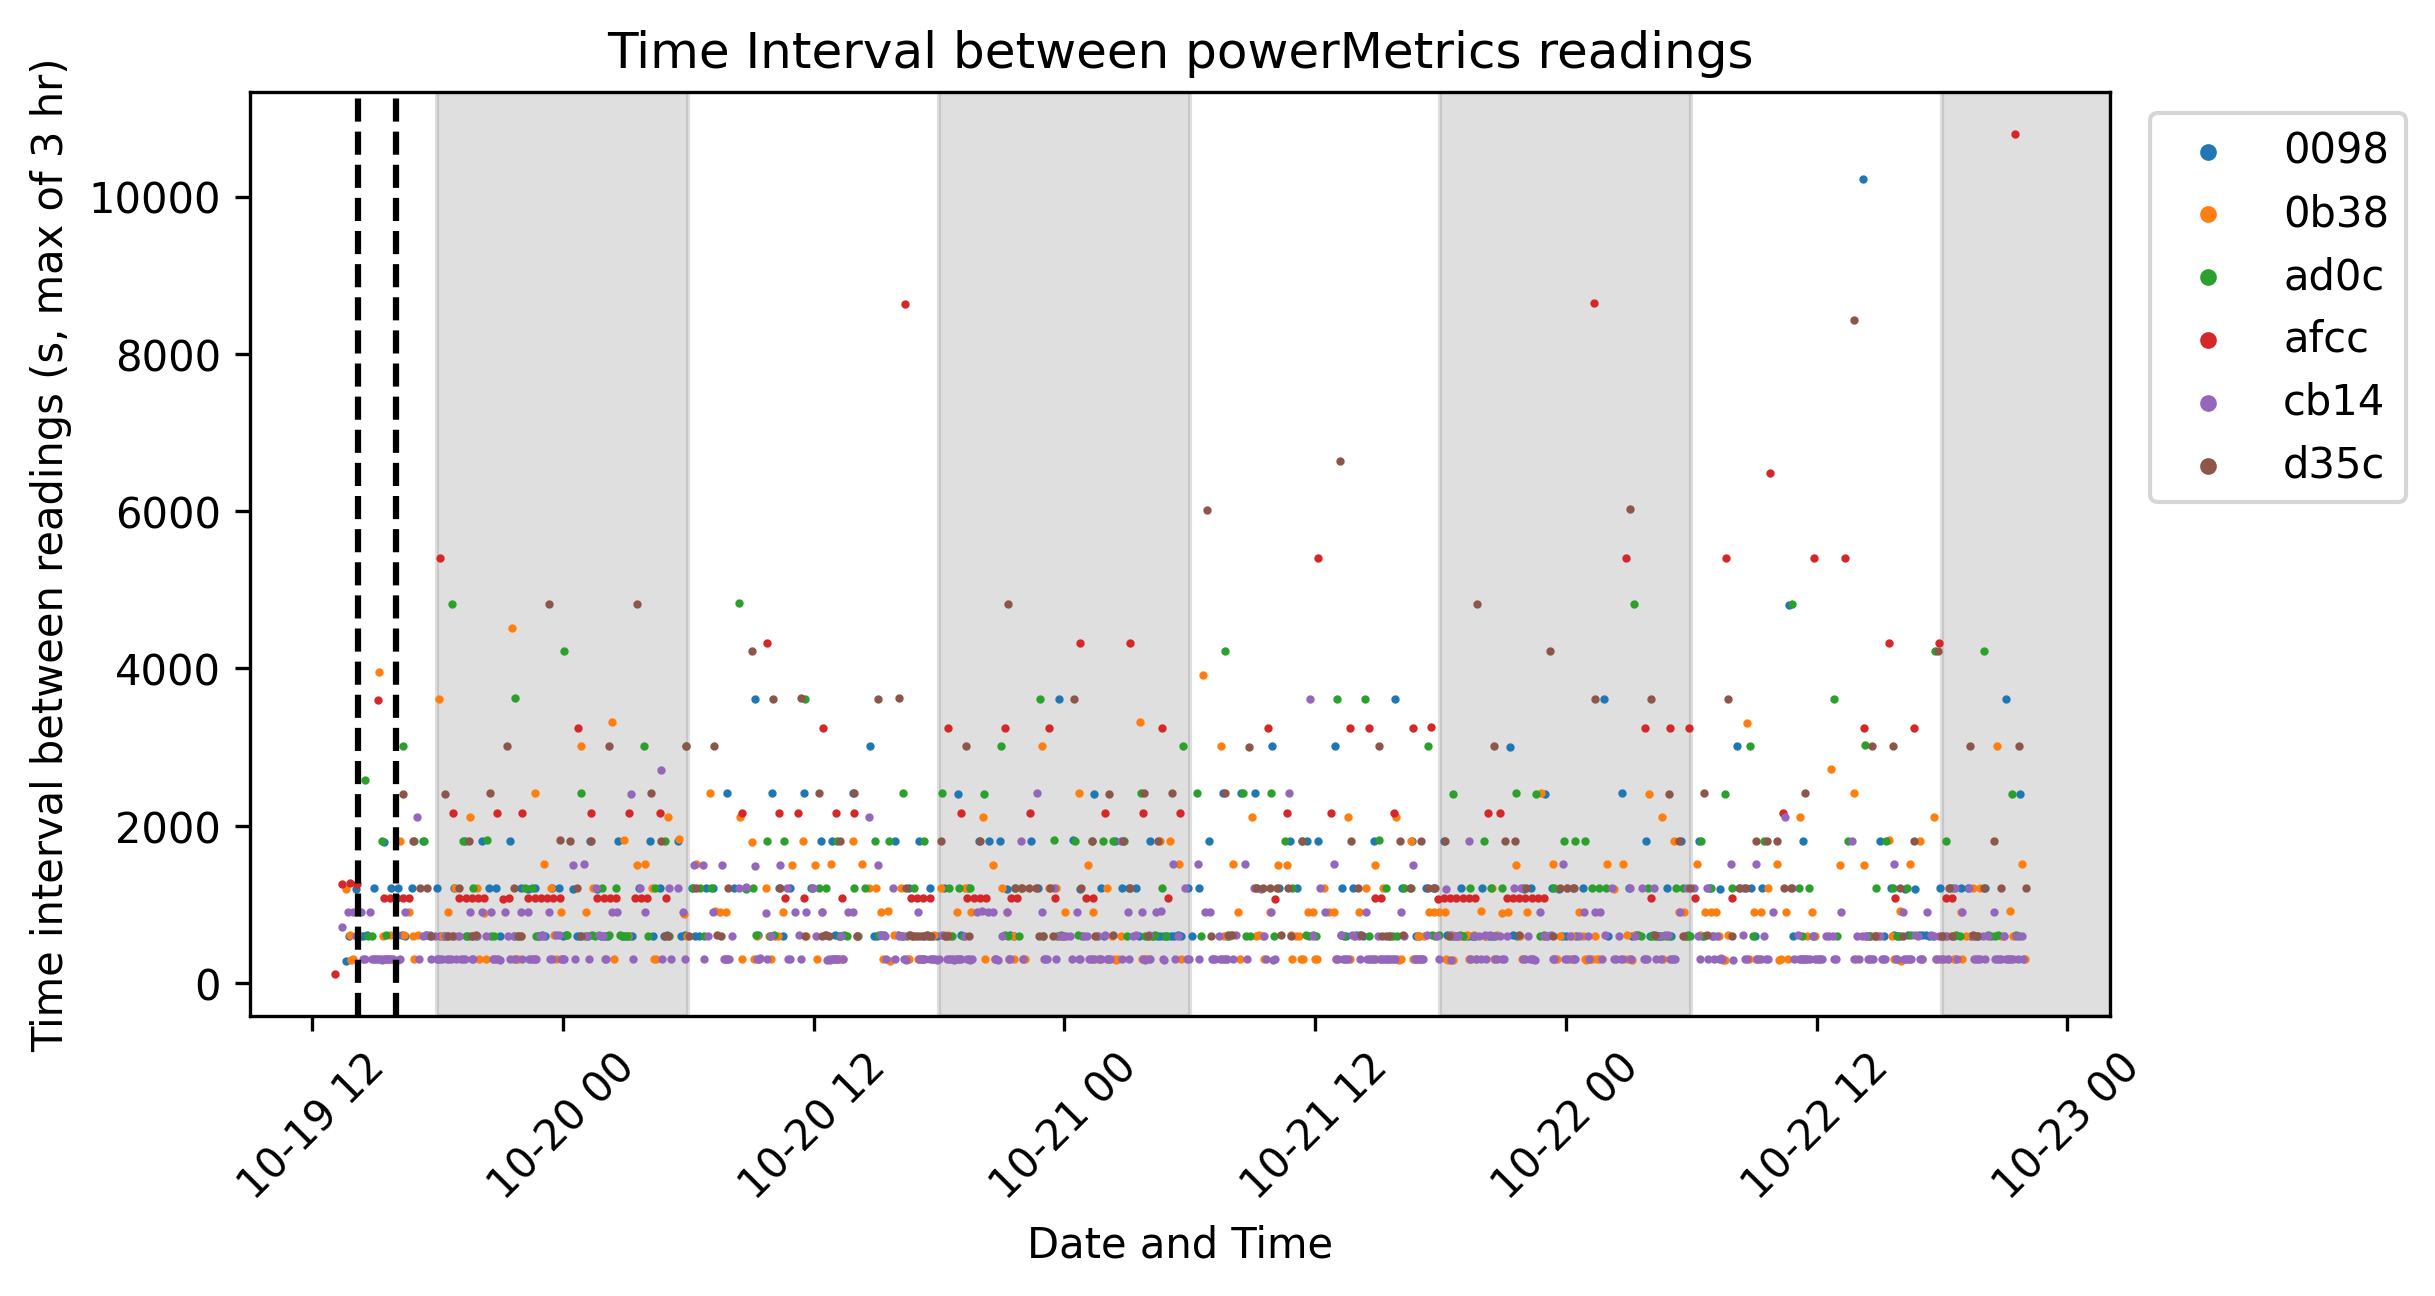 Time Interval between powerMetrics readings
Time interval between readings (s, max of 3 hr)
10000
8000
6000
4000
2000
0
10-19 12
10-20 00
10-20 12
10-21 00
10-21 12
10-22 00
10-22 12
10-23 00
Date and Time
0098
0b38
ad0c
afcc
cb14
d35c